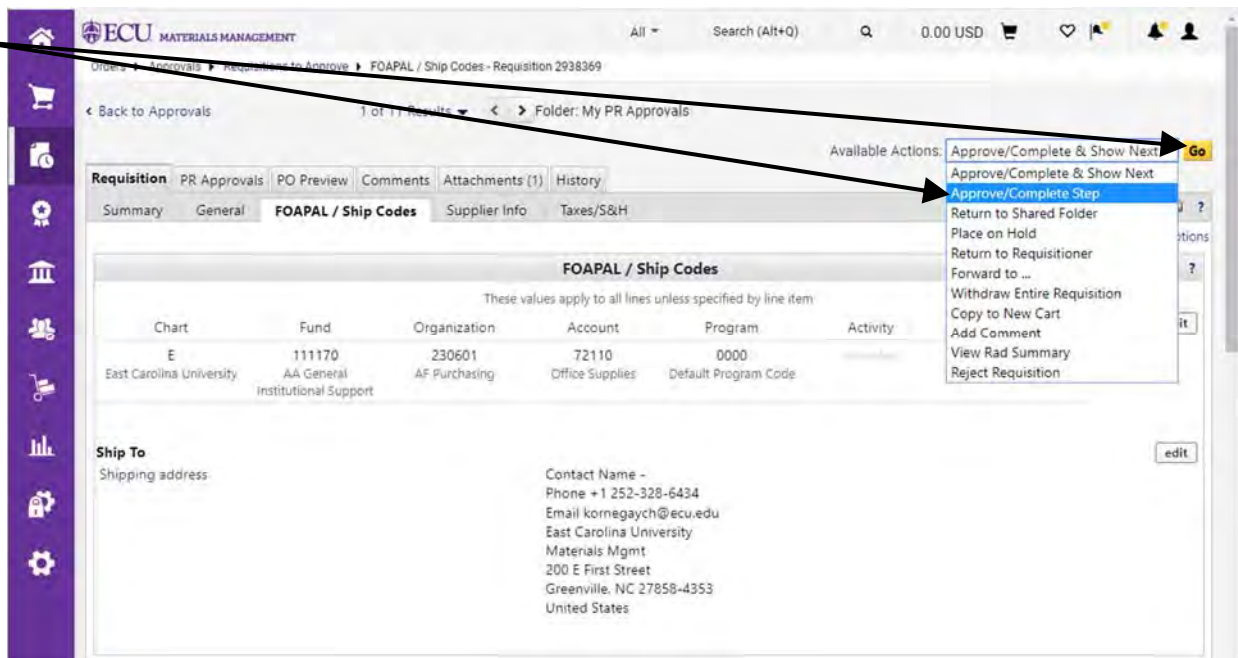 ECU MATERIALS MANAGEMENT All Search (Alt+Q) 0.00 USD
Orders Approvals Requisitions to Approve FOAPAL / Ship Codes - Requisition 2938369
Back to Approvals 1 of 11 Results Folder: My PR Approvals
Available Actions: Approve/Complete & Show Next Go
Approve/Complete & Show Next
Approve/Complete Step
Return to Shared Folder
Place on Hold
Return to Requisitioner
Forward to ...
Withdraw Entire Requisition
Copy to New Cart
Add Comment
View Rad Summary
Reject Requisition
Requisition PR Approvals PO Preview Comments Attachments (1) History
Summary General FOAPAL / Ship Codes Supplier Info Taxes/S&H ?
FOAPAL / Ship Codes ?
These values apply to all lines unless specified by line item
Chart Fund Organization Account Program Activity
E 111170 230601 72110 0000
East Carolina University AA General AF Purchasing Office Supplies Default Program Code
Institutional Support
Ship To edit
Shipping address Contact Name -
Phone +1 252-328-6434
Email kornegaych@ecu.edu
East Carolina University
Materials Mgmt
200 E First Street
Greenville, NC 27858-4353
United States